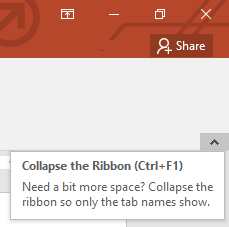 Share
Collapse the Ribbon (Ctrl+F1)
Need a bit more space? Collapse the
ribbon so only the tab names show.